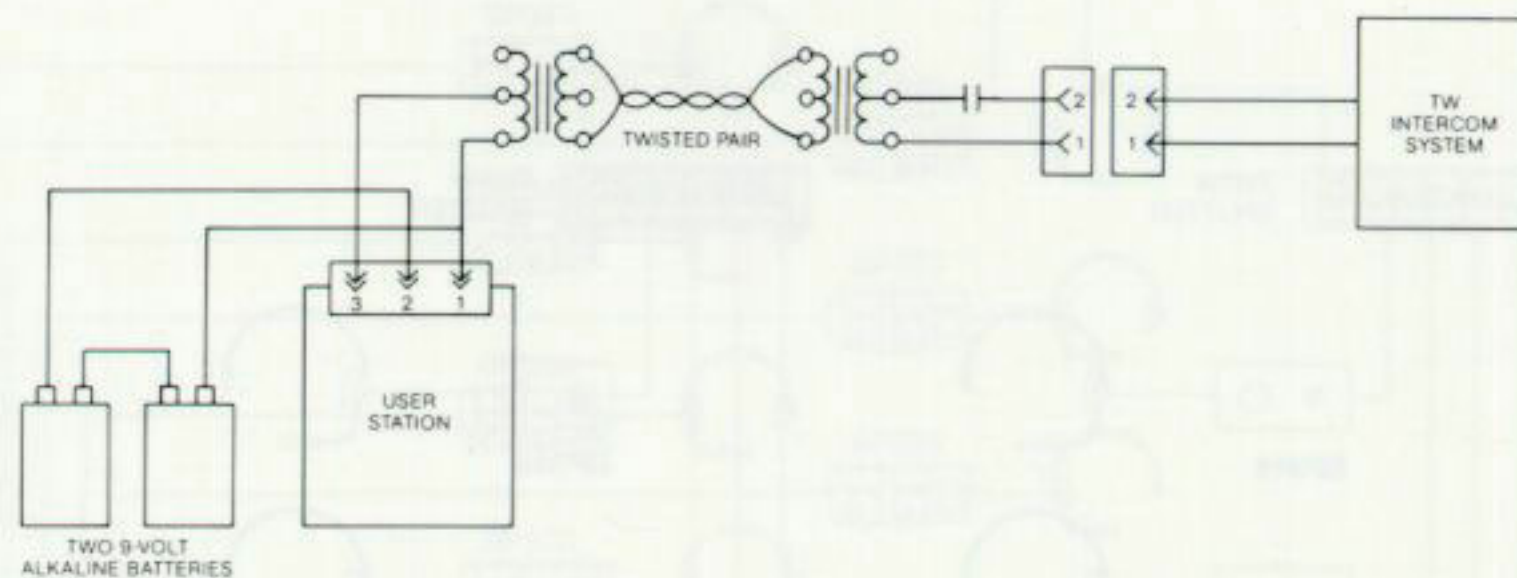 TWISTED PAIR
2
1
2
1
TW
INTERCOM
SYSTEM
3 2 1
USER
STATION
TWO 9-VOLT
ALKALINE BATTERIES